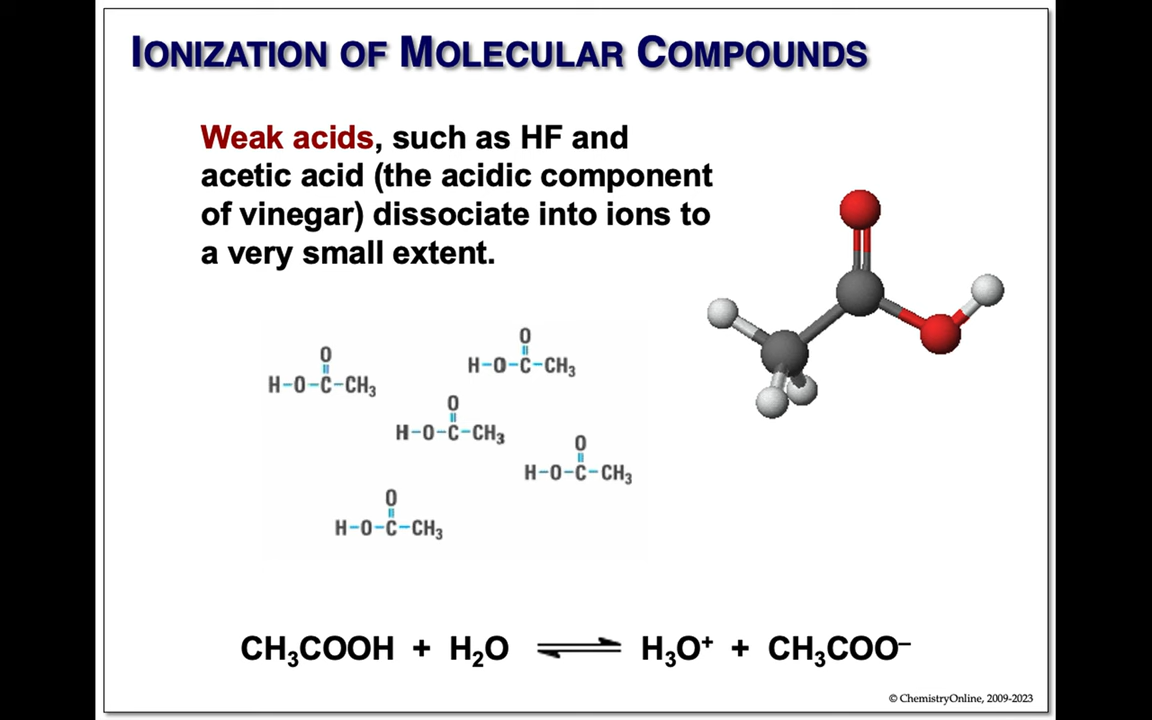 IONIZATION OF MOLECULAR COMPOUNDS
Weak acids, such as HF and
acetic acid (the acidic component
of vinegar) dissociate into ions to
a very small extent.
O
H-O-C-CH₃
O
H-O-C-CH₃
O
H-O-C-CH₃
O
H-O-C-CH₃
O
H-O-C-CH₃
CH₃COOH + H₂O ⇌ H₃O⁺ + CH₃COO⁻
© ChemistryOnline, 2009-2023